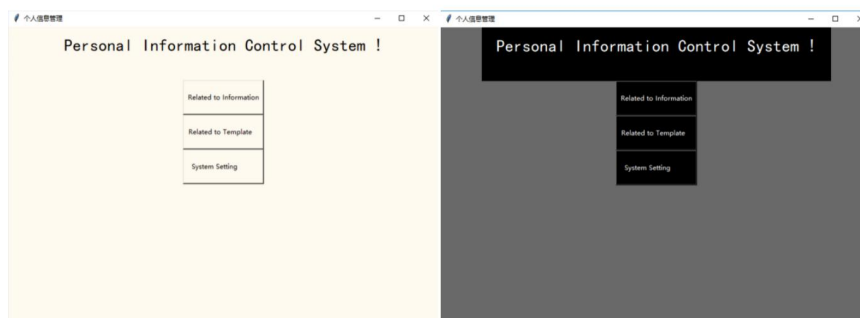 个人信息管理
Personal Information Control System !
Related to Information
Related to Template
System Setting
个人信息管理
Personal Information Control System !
Related to Information
Related to Template
System Setting